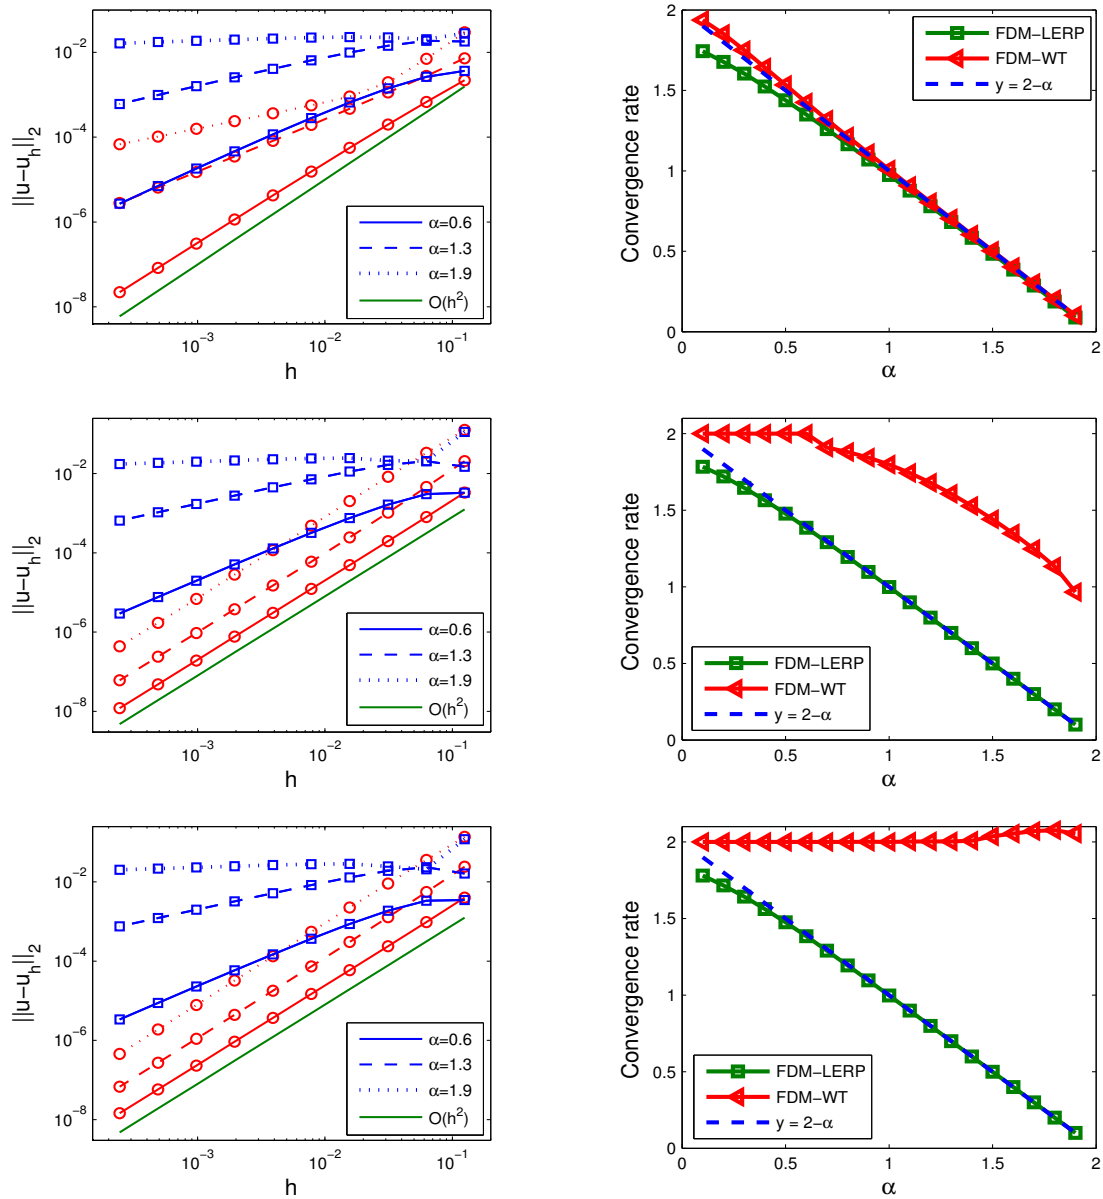 10⁻²
10⁻⁴
10⁻⁶
10⁻⁸
||u−u_h||_2
10⁻³
10⁻²
10⁻¹
h
α=0.6
α=1.3
α=1.9
O(h²)
2
1.5
1
0.5
0
Convergence rate
0
0.5
1
1.5
2
α
FDM−LERP
FDM−WT
y = 2−α
10⁻²
10⁻⁴
10⁻⁶
10⁻⁸
||u−u_h||_2
10⁻³
10⁻²
10⁻¹
h
α=0.6
α=1.3
α=1.9
O(h²)
2
1.5
1
0.5
0
Convergence rate
0
0.5
1
1.5
2
α
FDM−LERP
FDM−WT
y = 2−α
10⁻²
10⁻⁴
10⁻⁶
10⁻⁸
||u−u_h||_2
10⁻³
10⁻²
10⁻¹
h
α=0.6
α=1.3
α=1.9
O(h²)
2
1.5
1
0.5
0
Convergence rate
0
0.5
1
1.5
2
α
FDM−LERP
FDM−WT
y = 2−α